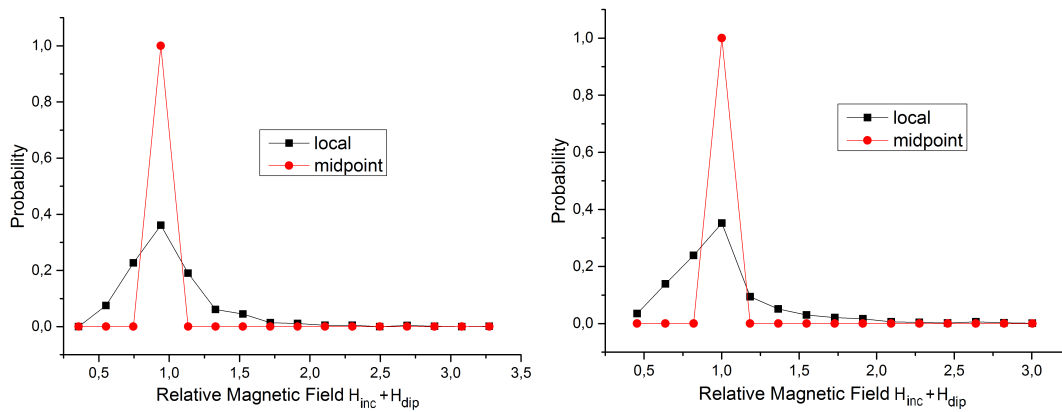 1,0
0,8
0,6
0,4
0,2
0,0
Probability
local
midpoint
0,5 1,0 1,5 2,0 2,5 3,0 3,5
Relative Magnetic Field H_inc + H_dip
1,0
0,8
0,6
0,4
0,2
0,0
Probability
local
midpoint
0,5 1,0 1,5 2,0 2,5 3,0
Relative Magnetic Field H_inc + H_dip